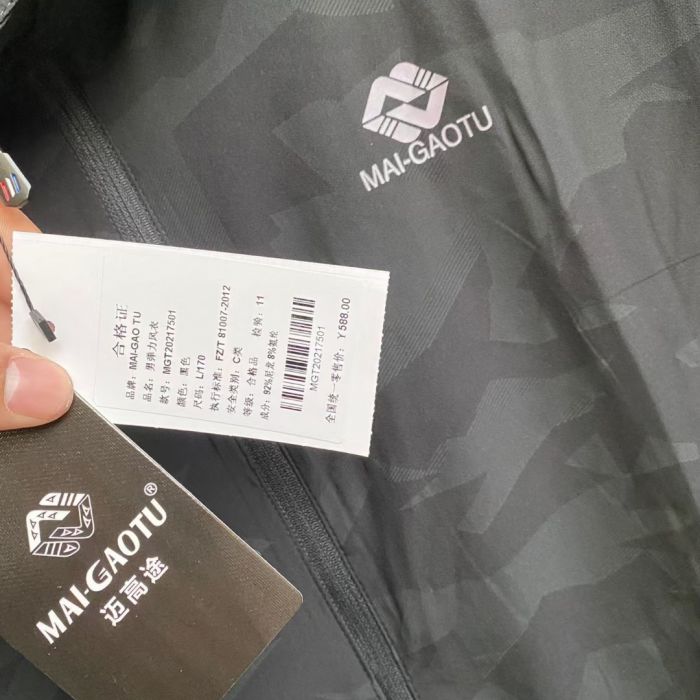 MAI-GAOTU
合格证
品牌: MAI-GAO TU
品名: 男弹力风衣
款号: MGT20217501
颜色: 黑色
尺码: L/170
执行标准: FZ/T 81007-2012
安全类别: C类
等级: 合格品 检验: 11
成分: 92%尼龙 8%氨纶
MGT20217501
全国统一零售价: ￥588.00
MAI-GAOTU®
迈高途